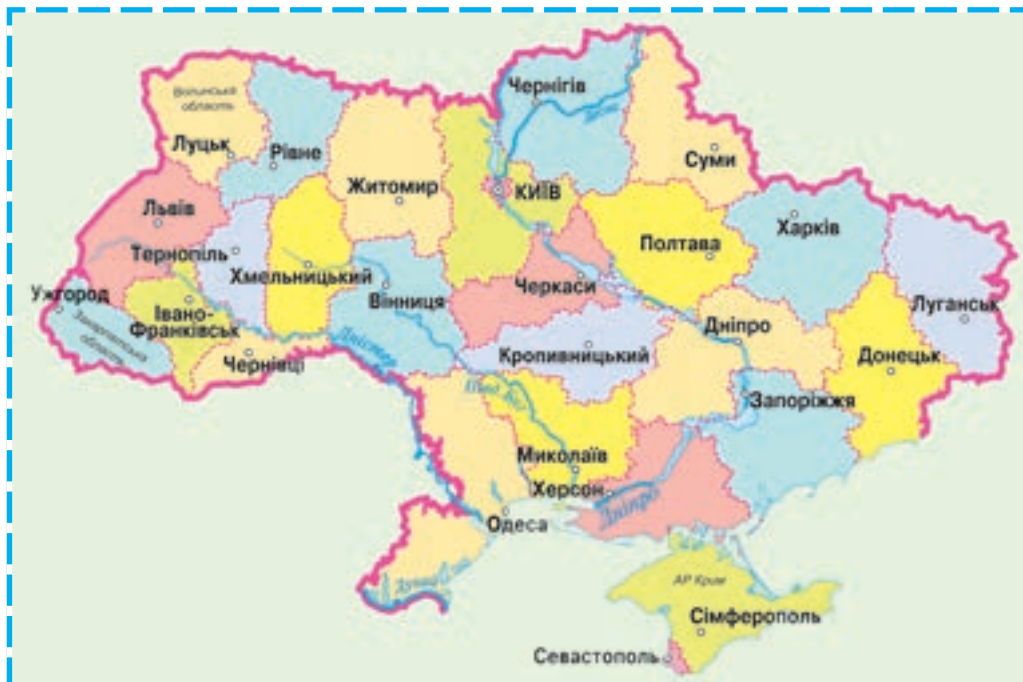 Чернігів
Волинська
область
Луцьк
Рівне
Суми
Житомир
КИЇВ
Львів
Харків
Полтава
Тернопіль
Хмельницький
Черкаси
Ужгород
Вінниця
Луганськ
Івано-
Франківськ
Закарпатська
область
Дністер
Дніпро
Чернівці
Кропивницький
Донецьк
Півд. Буг
Запоріжжя
Миколаїв
Херсон
Дніпро
Одеса
Дунай
АР Крим
Сімферополь
Севастополь